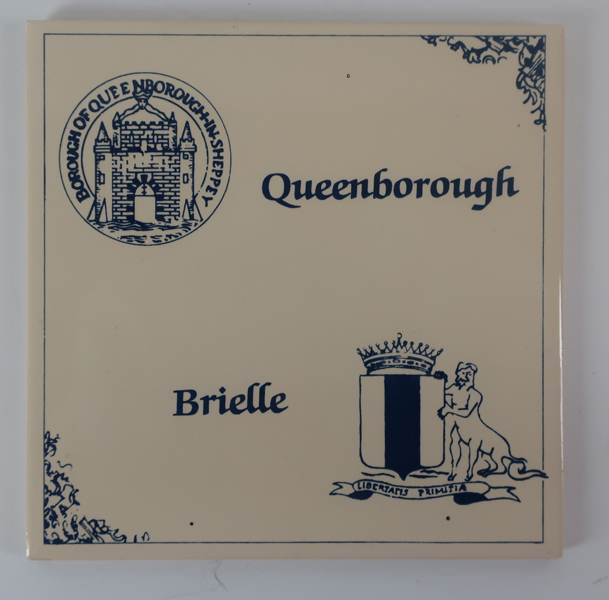 BOROUGH OF QUEENBOROUGH-IN-SHEPPEY
Queenborough
Brielle
LIBERTATIS PRIMITIÆ